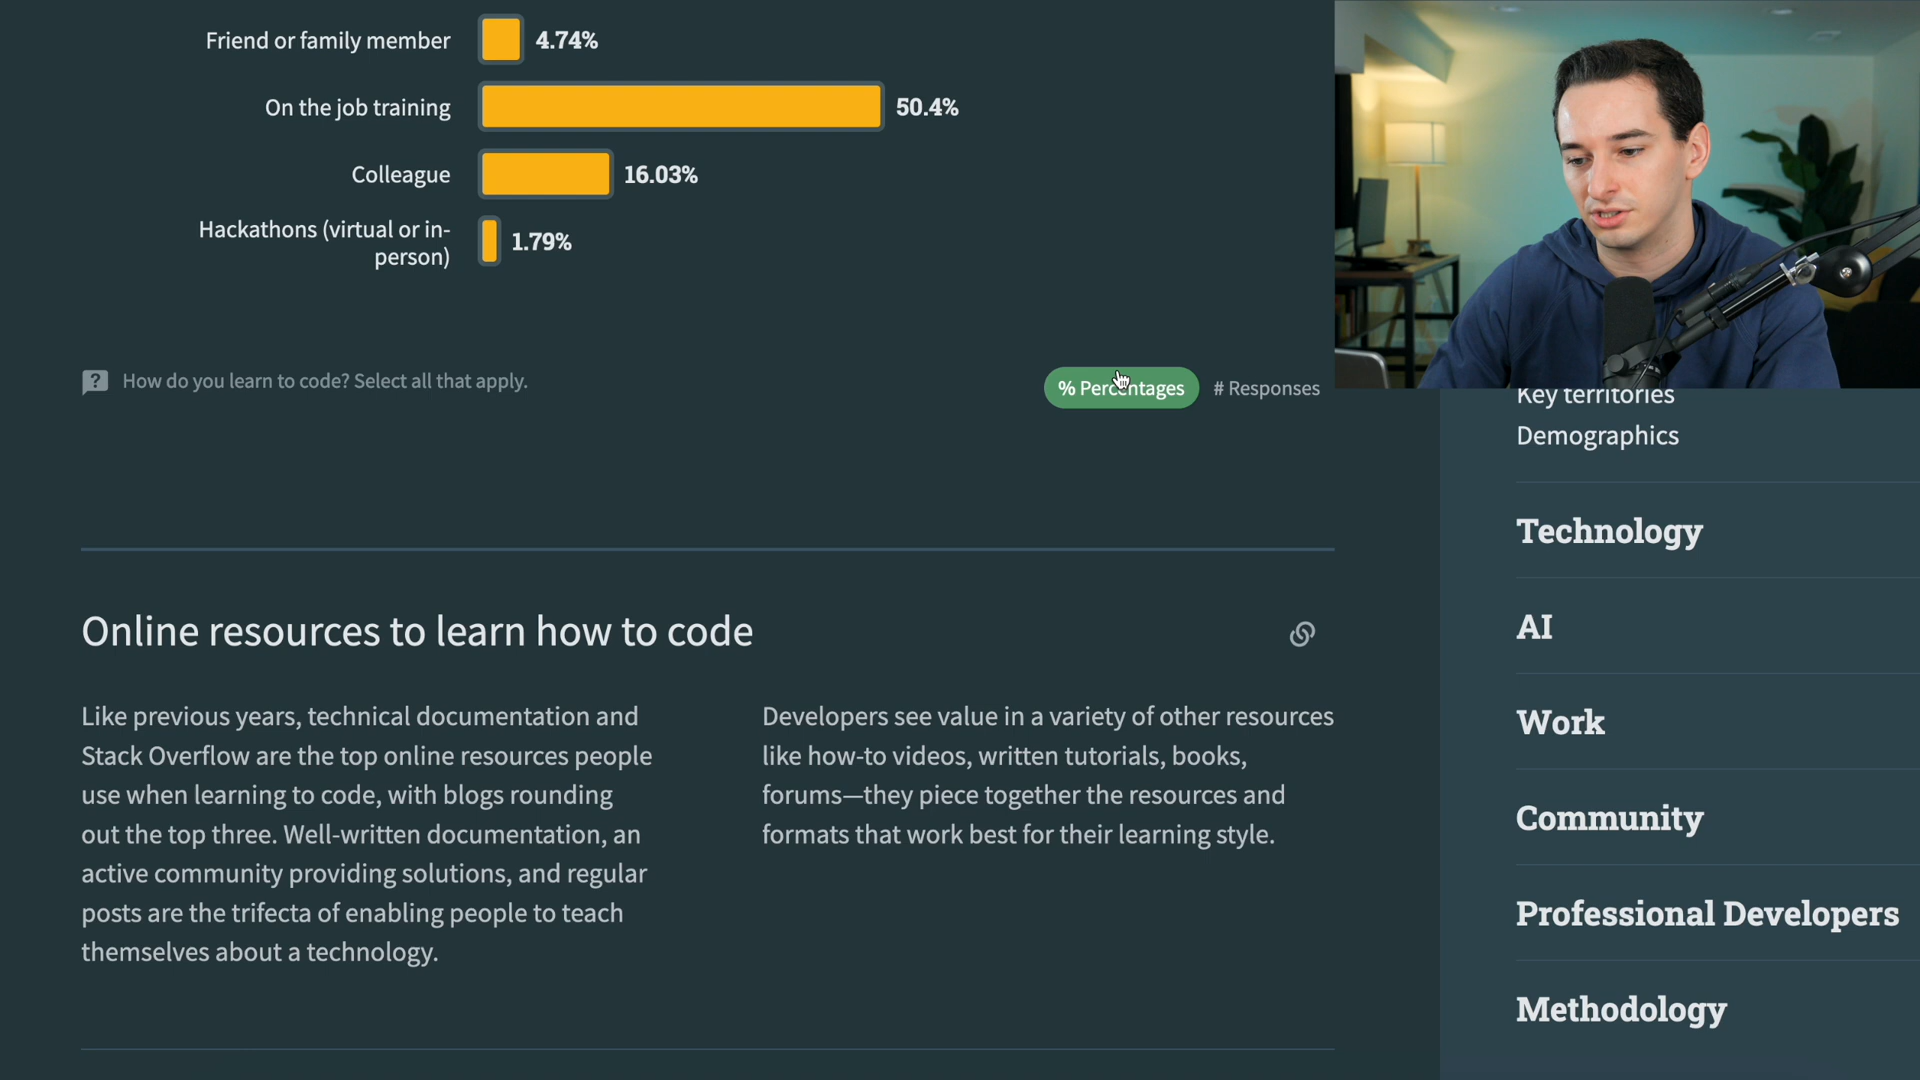 Friend or family member 4.74%
On the job training 50.4%
Colleague 16.03%
Hackathons (virtual or in-
person) 1.79%
? How do you learn to code? Select all that apply.
% Percentages # Responses
Online resources to learn how to code
Like previous years, technical documentation and
Stack Overflow are the top online resources people
use when learning to code, with blogs rounding
out the top three. Well-written documentation, an
active community providing solutions, and regular
posts are the trifecta of enabling people to teach
themselves about a technology.
Developers see value in a variety of other resources
like how-to videos, written tutorials, books,
forums—they piece together the resources and
formats that work best for their learning style.
Key territories
Demographics
Technology
AI
Work
Community
Professional Developers
Methodology